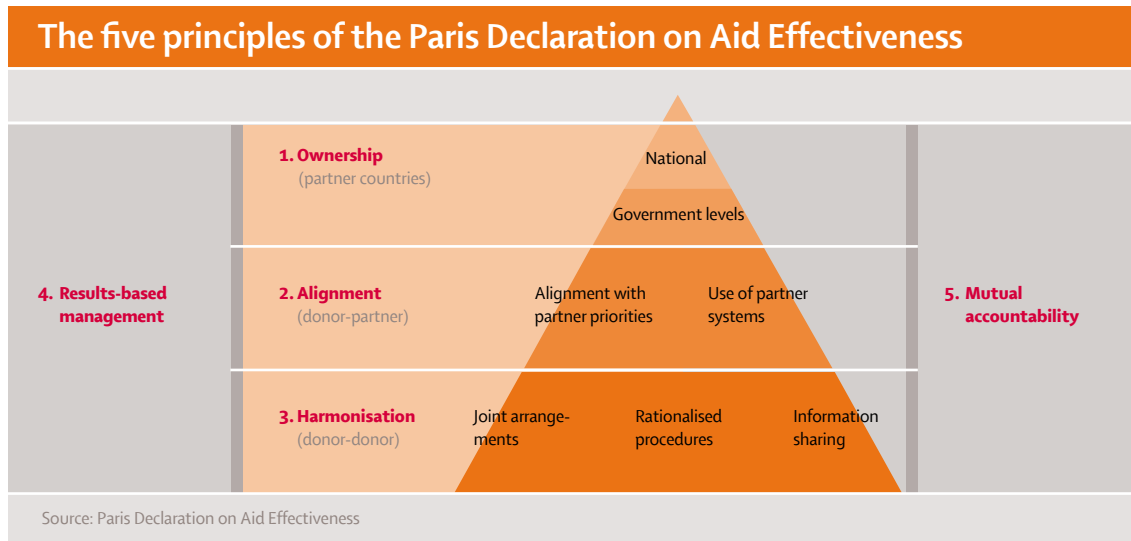 The five principles of the Paris Declaration on Aid Effectiveness
1. Ownership
(partner countries)
National
Government levels
4. Results-based
management
2. Alignment
(donor-partner)
Alignment with
partner priorities
Use of partner
systems
5. Mutual
accountability
3. Harmonisation
(donor-donor)
Joint arrange-
ments
Rationalised
procedures
Information
sharing
Source: Paris Declaration on Aid Effectiveness